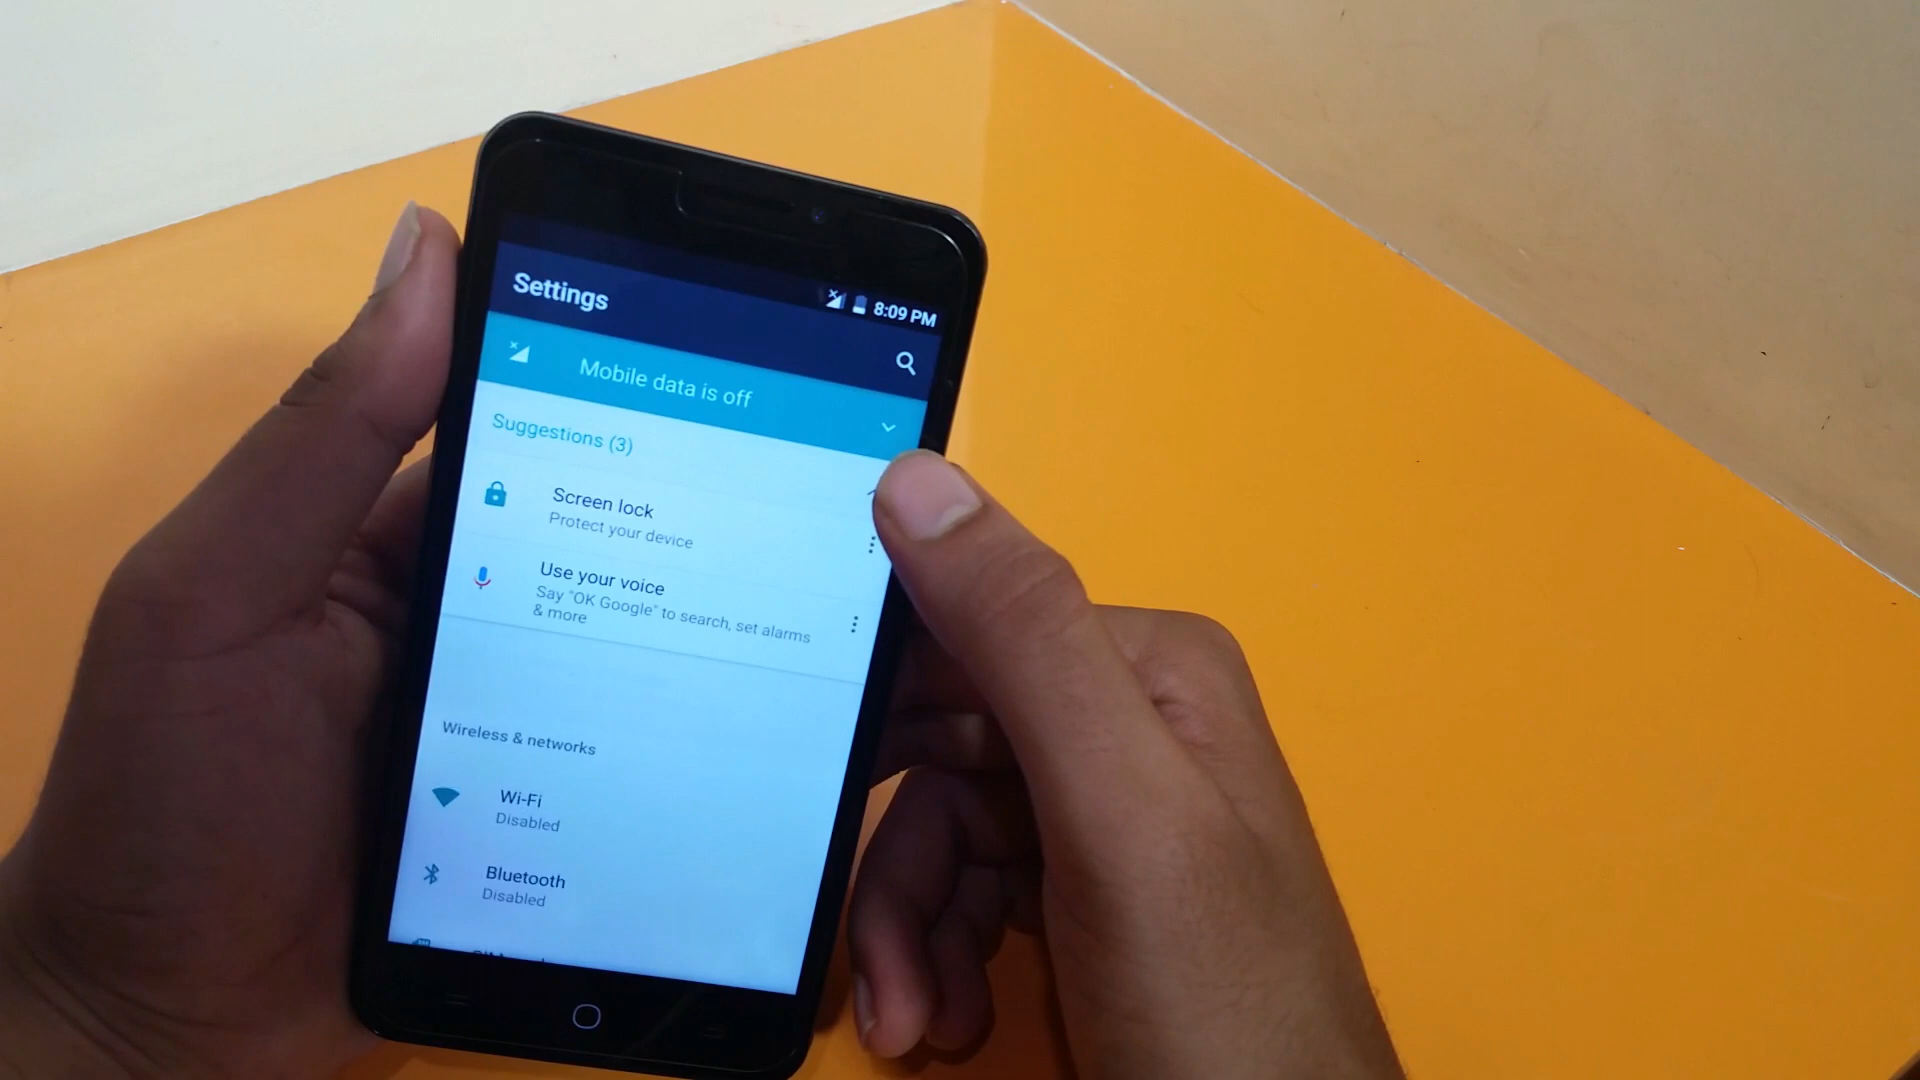 8:09 PM
Settings
Mobile data is off
Suggestions (3)
Screen lock
Protect your device
Use your voice
Say "OK Google" to search, set alarms
& more
Wireless & networks
Wi-Fi
Disabled
Bluetooth
Disabled